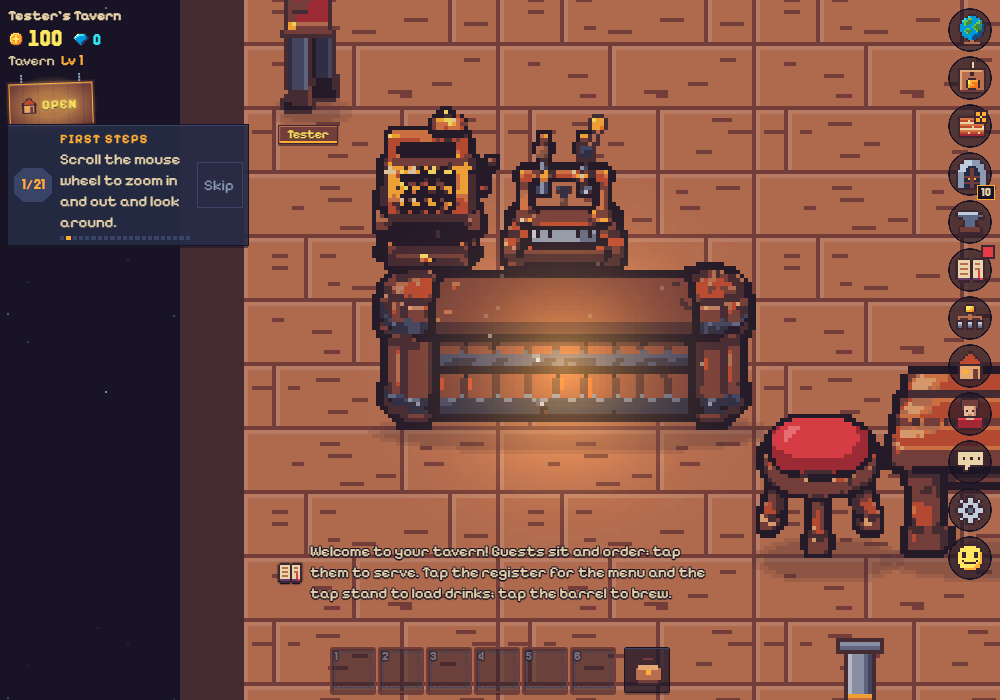 Tester's Tavern
100 0
Tavern Lv 1
OPEN
FIRST STEPS
1/21
Scroll the mouse
wheel to zoom in
and out and look
around.
Skip
Tester
10
Welcome to your tavern! Guests sit and order: tap
them to serve. Tap the register for the menu and the
tap stand to load drinks; tap the barrel to brew.
1 2 3 4 5 6